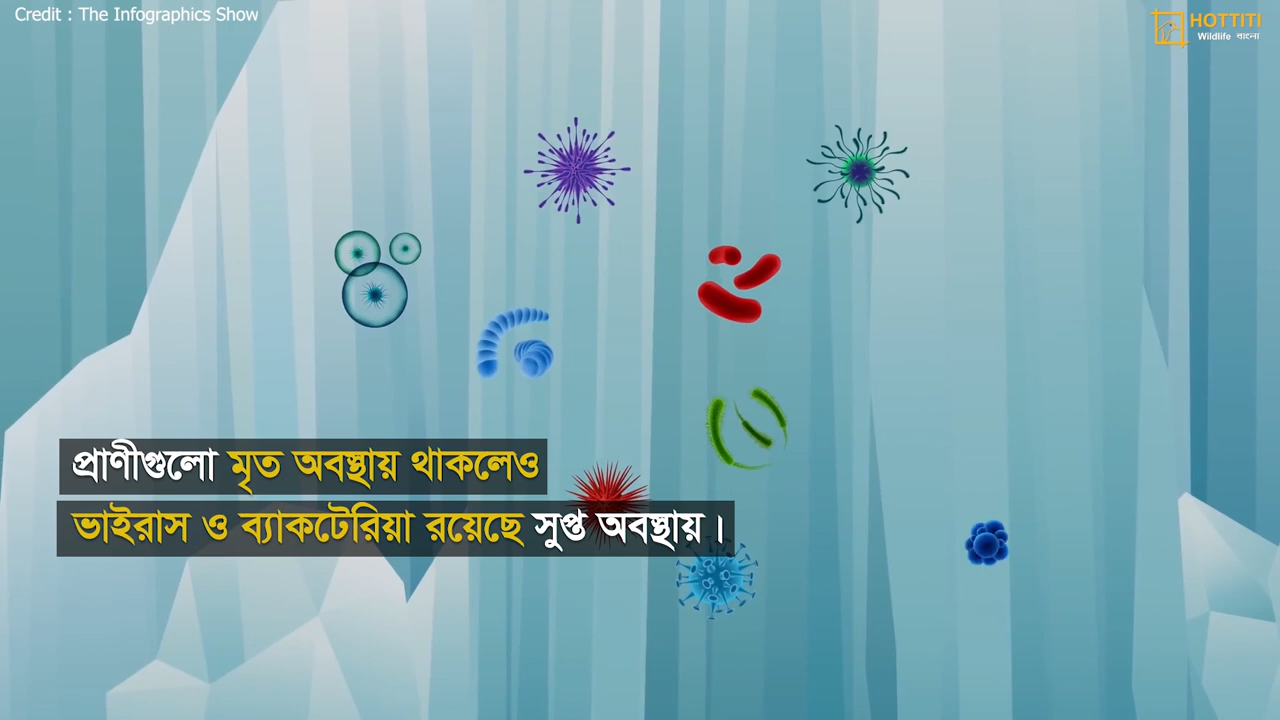 Credit : The Infographics Show
HOTTITI
Wildlife বাংলা
প্রাণীগুলো মৃত অবস্থায় থাকলেও
ভাইরাস ও ব্যাকটেরিয়া রয়েছে সুপ্ত অবস্থায়।